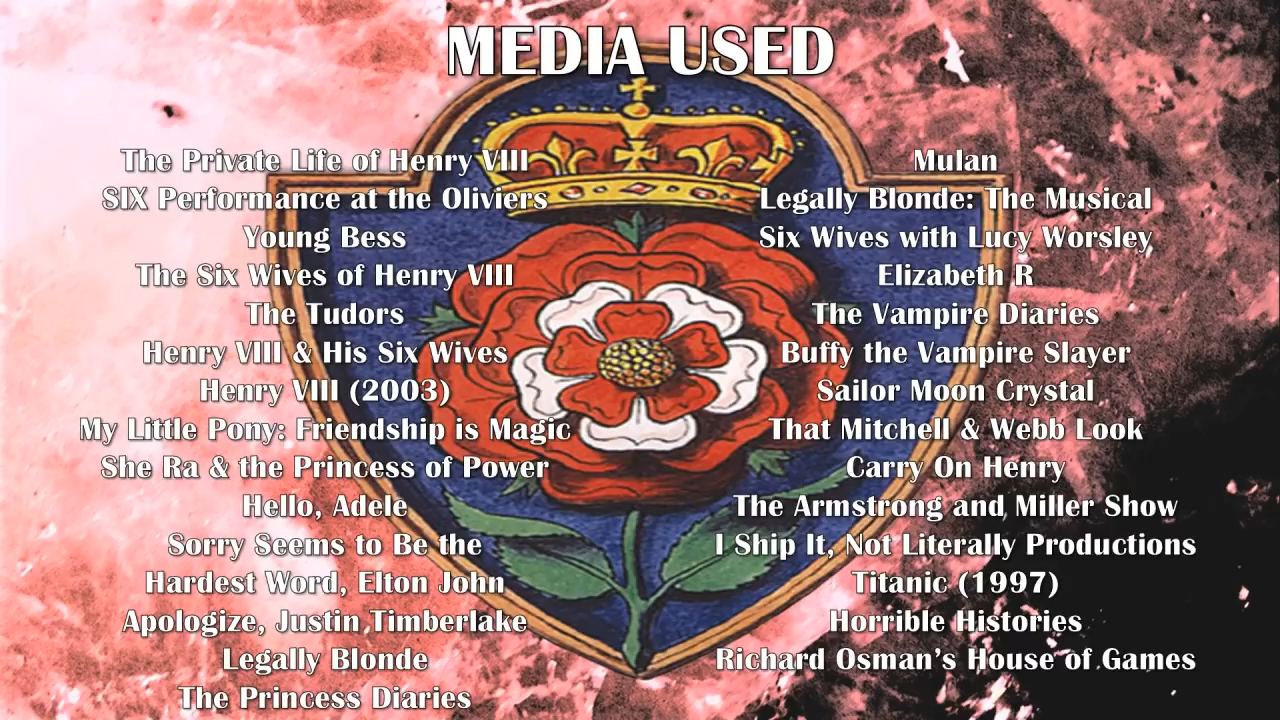 MEDIA USED
The Private Life of Henry VIII
SIX Performance at the Oliviers
Young Bess
The Six Wives of Henry VIII
The Tudors
Henry VIII & His Six Wives
Henry VIII (2003)
My Little Pony: Friendship is Magic
She Ra & the Princess of Power
Hello, Adele
Sorry Seems to Be the
Hardest Word, Elton John
Apologize, Justin Timberlake
Legally Blonde
The Princess Diaries
Mulan
Legally Blonde: The Musical
Six Wives with Lucy Worsley
Elizabeth R
The Vampire Diaries
Buffy the Vampire Slayer
Sailor Moon Crystal
That Mitchell & Webb Look
Carry On Henry
The Armstrong and Miller Show
I Ship It, Not Literally Productions
Titanic (1997)
Horrible Histories
Richard Osman's House of Games